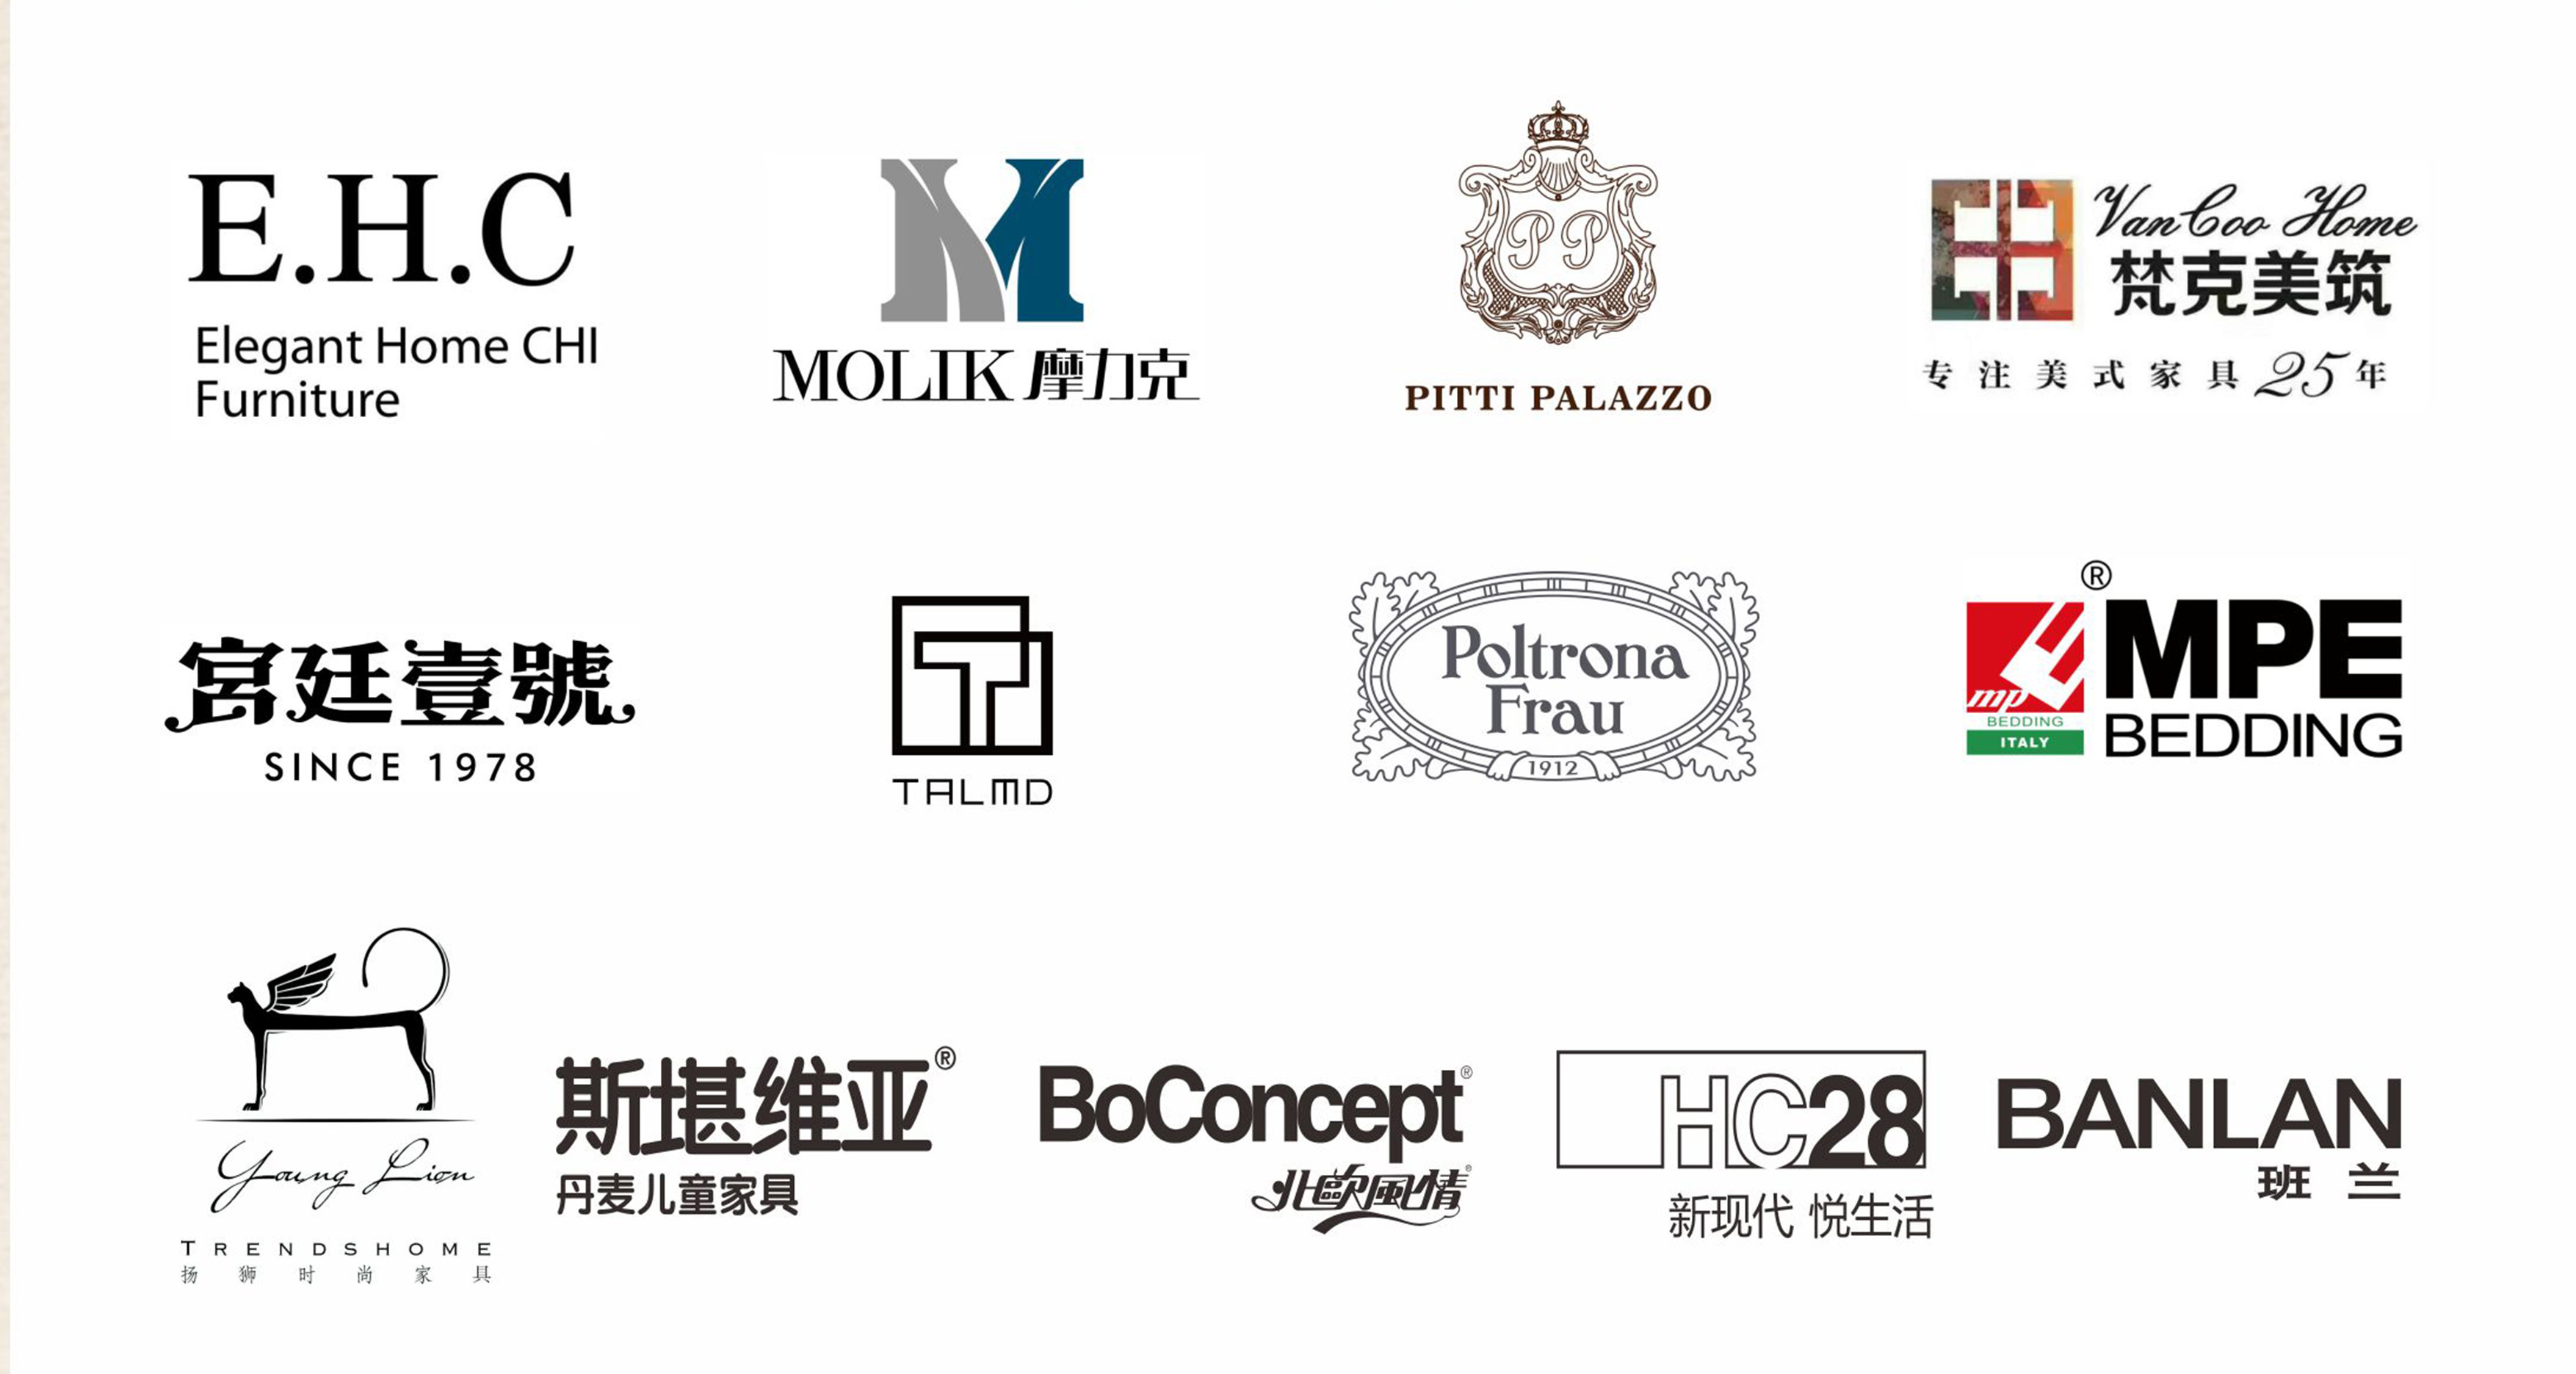 E.H.C
Elegant Home CHI
Furniture
MOLIK 摩力克
PP
PITTI PALAZZO
VanCoo Home
梵克美筑
专注美式家具25年
宫廷壹號
SINCE 1978
TALMD
Poltrona
Frau
1912
®
mp
BEDDING
ITALY
MPE
BEDDING
Young Lion
TRENDSHOME
扬狮时尚家具
斯堪维亚®
丹麦儿童家具
BoConcept®
北歐風情®
HC28
新现代 悦生活
BANLAN
班兰